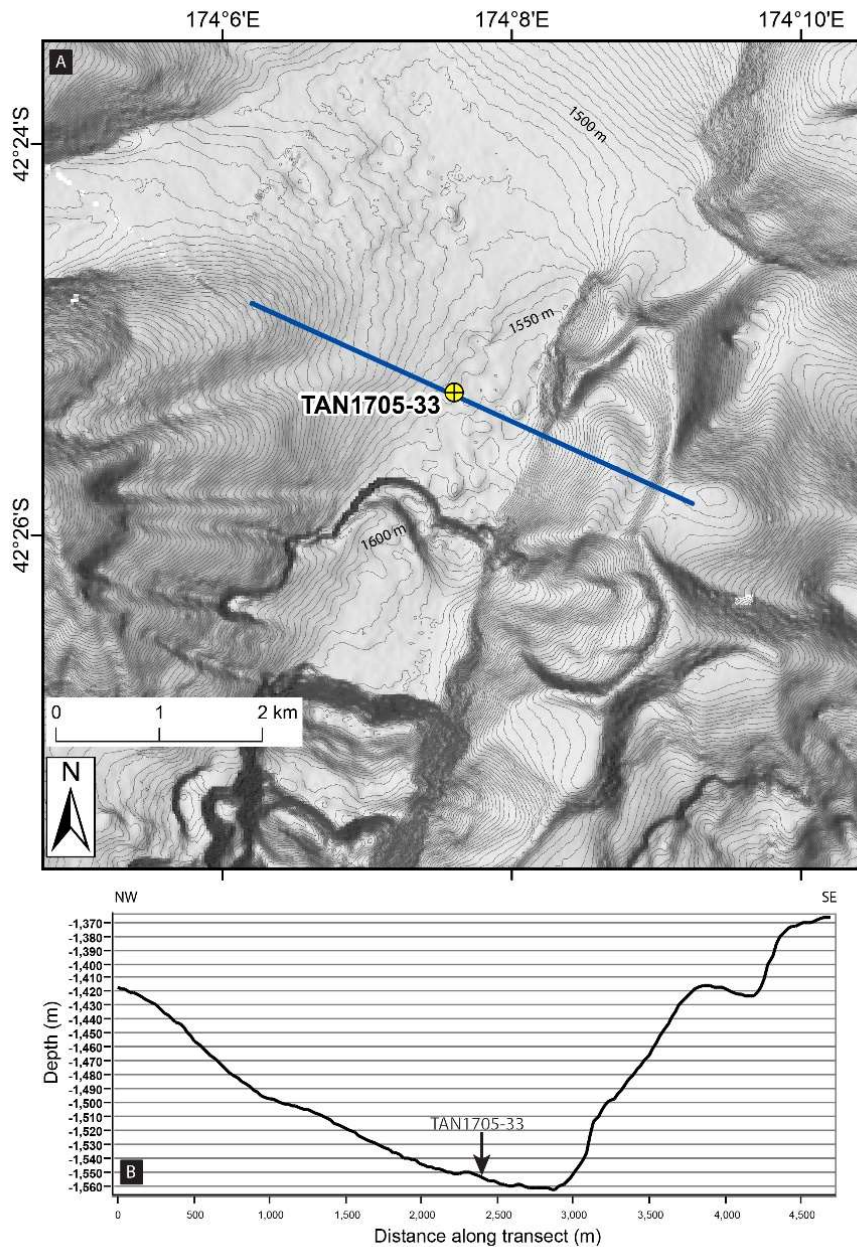 174°6'E 174°8'E 174°10'E
A
42°24'S
1500 m
1550 m
TAN1705-33
42°26'S
1600 m
0 1 2 km
N
NW SE
-1,370
-1,380
-1,390
-1,400
-1,410
-1,420
-1,430
-1,440
-1,450
-1,460
-1,470
-1,480
-1,490
-1,500
-1,510
-1,520
-1,530
-1,540
-1,550
-1,560
Depth (m)
TAN1705-33
B
0 500 1,000 1,500 2,000 2,500 3,000 3,500 4,000 4,500
Distance along transect (m)